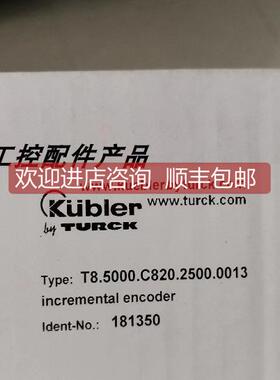 工控配件产品
欢迎进店咨询 顺丰包邮
Kübler
by TURCK
www.turck.com
Type: T8.5000.C820.2500.0013
incremental encoder
Ident-No.: 181350